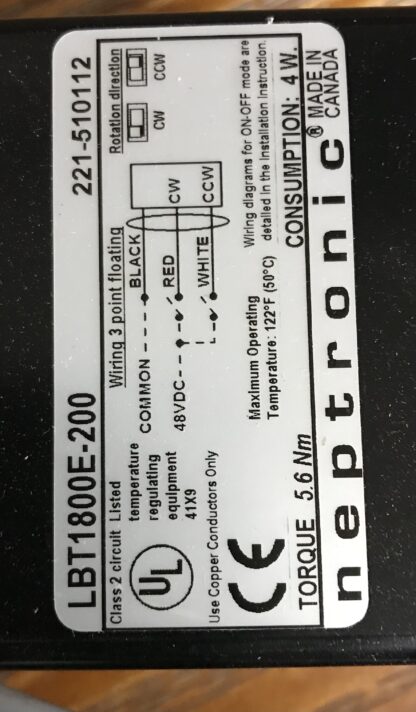 LBT1800E-200 221-510112
Class 2 circuit Listed
temperature
regulating
equipment
41X9
UL
Use Copper Conductors Only
Wiring 3 point floating
COMMON BLACK
48VDC RED CW
WHITE CCW
Rotation direction
CW CCW
Maximum Operating
Temperature: 122°F (50°C)
Wiring diagrams for ON-OFF mode are
detailed in the Installation Instruction.
CE
TORQUE 5.6 Nm CONSUMPTION: 4 W.
neptronic® MADE IN
CANADA